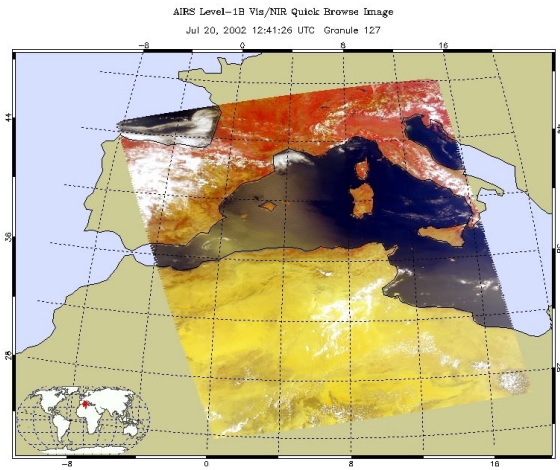 AIRS Level-1B Vis/NIR Quick Browse Image
Jul 20, 2002 12:41:26 UTC Granule 127
-8 0 8 16
44
36
28
-8 0 8 16